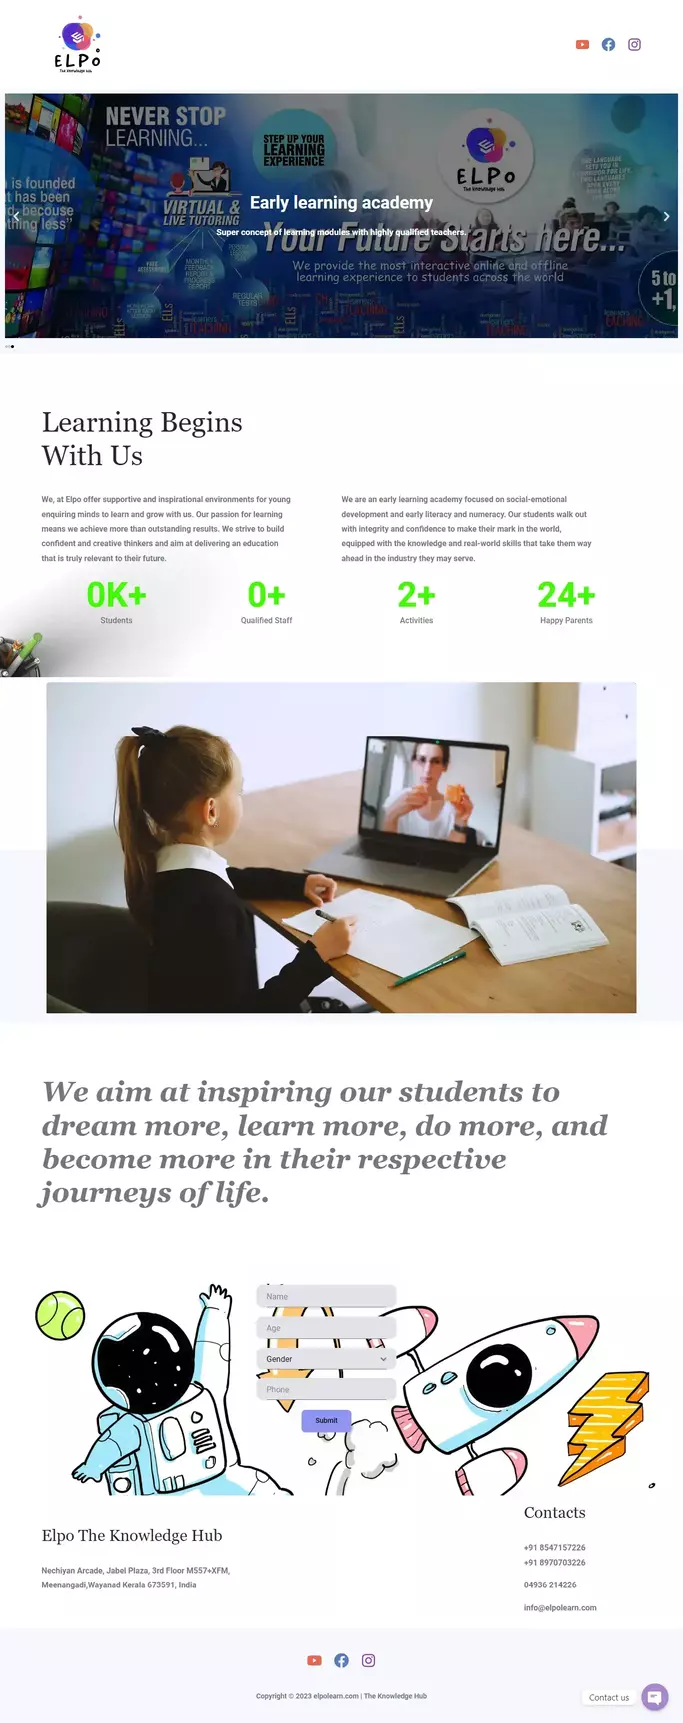 ELPo
The Knowledge Hub
NEVER STOP
LEARNING...
STEP UP YOUR
LEARNING
EXPERIENCE
ELPo
The Knowledge Hub
is founded
t has been
because
thing less”
VIRTUAL &
LIVE TUTORING
Early learning academy
Super concept of learning modules with highly qualified teachers.
Your Future Starts here...
We provide the most interactive online and offline
learning experience to students across the world
MONTHLY
FEEDBACK
REPORT
REGULAR
TESTS
5 to
+1,
Learning Begins
With Us
We, at Elpo offer supportive and inspirational environments for young
enquiring minds to learn and grow with us. Our passion for learning
means we achieve more than outstanding results. We strive to build
confident and creative thinkers and aim at delivering an education
that is truly relevant to their future.
We are an early learning academy focused on social-emotional
development and early literacy and numeracy. Our students walk out
with integrity and confidence to make their mark in the world,
equipped with the knowledge and real-world skills that take them way
ahead in the industry they may serve.
0K+
Students
0+
Qualified Staff
2+
Activities
24+
Happy Parents
We aim at inspiring our students to
dream more, learn more, do more, and
become more in their respective
journeys of life.
Name
Age
Gender
Phone
Submit
Elpo The Knowledge Hub
Nechiyan Arcade, Jabel Plaza, 3rd Floor M557+XFM,
Meenangadi,Wayanad Kerala 673591, India
Contacts
+91 8547157226
+91 8970703226
04936 214226
info@elpolearn.com
Copyright © 2023 elpolearn.com | The Knowledge Hub
Contact us